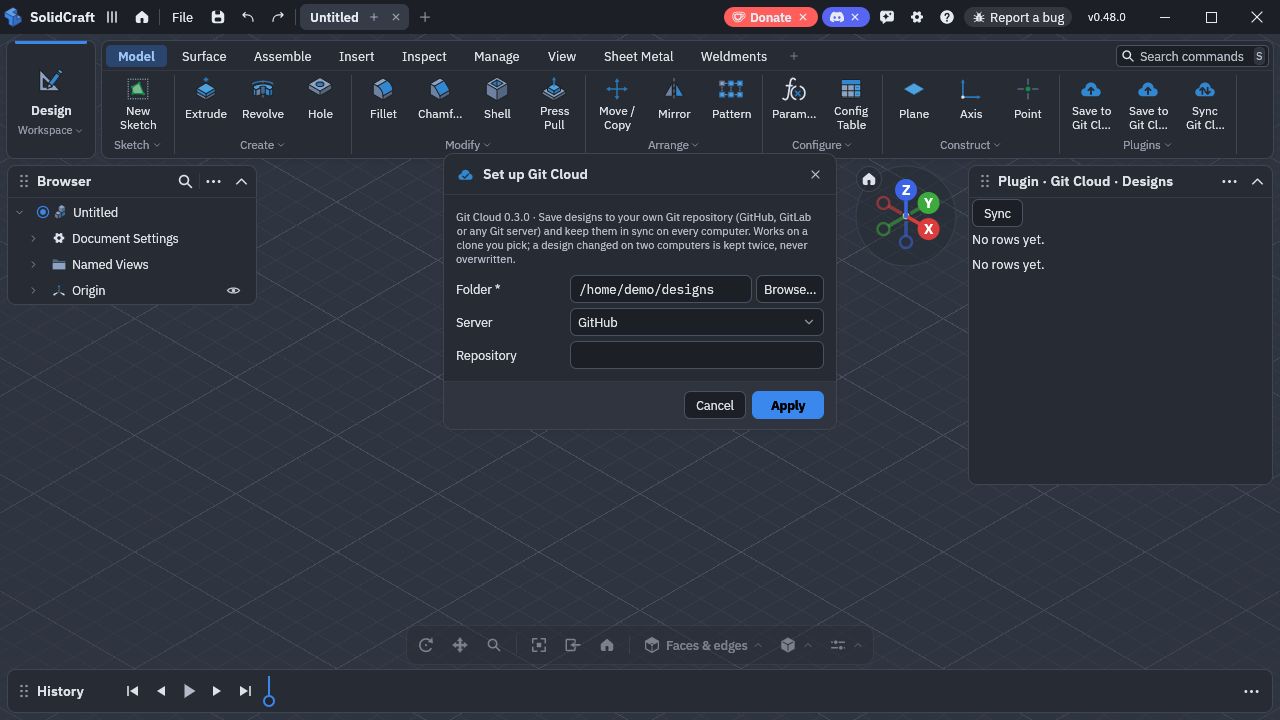 SolidCraft
File
Untitled
Donate
Report a bug
v0.48.0
Design
Workspace
Model
Surface
Assemble
Insert
Inspect
Manage
View
Sheet Metal
Weldments
Search commands
S
New Sketch
Extrude
Revolve
Hole
Fillet
Chamf...
Shell
Press Pull
Move / Copy
Mirror
Pattern
Param...
Config Table
Plane
Axis
Point
Save to Git Cl...
Save to Git Cl...
Sync Git Cl...
Sketch
Create
Modify
Arrange
Configure
Construct
Plugins
Browser
Untitled
Document Settings
Named Views
Origin
Set up Git Cloud
Git Cloud 0.3.0 · Save designs to your own Git repository (GitHub, GitLab
or any Git server) and keep them in sync on every computer. Works on a
clone you pick; a design changed on two computers is kept twice, never
overwritten.
Folder *
/home/demo/designs
Browse...
Server
GitHub
Repository
Cancel
Apply
Z
Y
X
Plugin · Git Cloud · Designs
Sync
No rows yet.
No rows yet.
Faces & edges
History